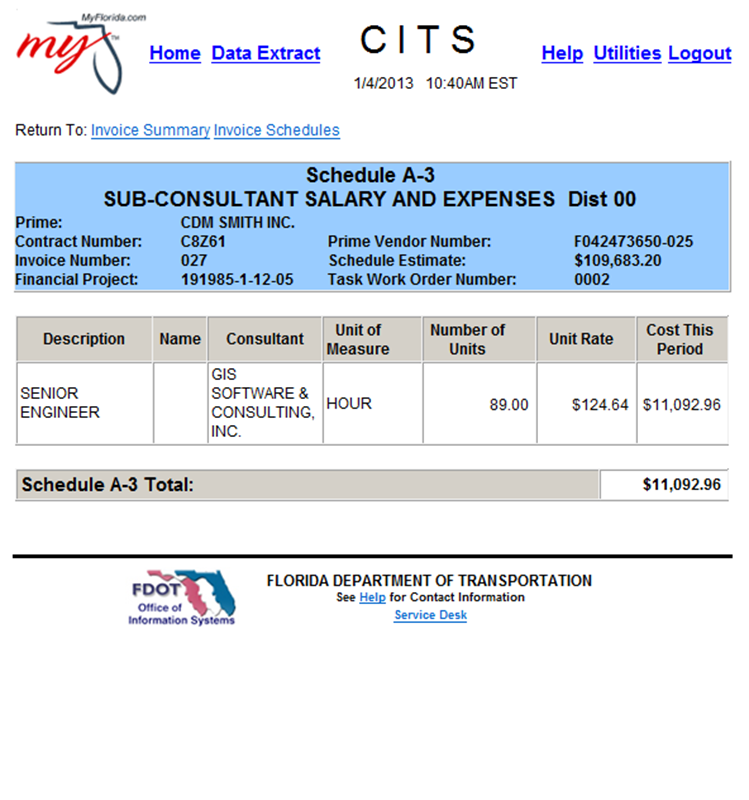 MyFlorida.com
my TM
Home Data Extract CITS Help Utilities Logout
1/4/2013 10:40AM EST
Return To: Invoice Summary Invoice Schedules
Schedule A-3
SUB-CONSULTANT SALARY AND EXPENSES Dist 00
Prime: CDM SMITH INC.
Contract Number: C8Z61 Prime Vendor Number: F042473650-025
Invoice Number: 027 Schedule Estimate: $109,683.20
Financial Project: 191985-1-12-05 Task Work Order Number: 0002
Description Name Consultant Unit of Measure Number of Units Unit Rate Cost This Period
SENIOR ENGINEER GIS SOFTWARE & CONSULTING, INC. HOUR 89.00 $124.64 $11,092.96
Schedule A-3 Total: $11,092.96
FDOT
Office of
Information Systems
FLORIDA DEPARTMENT OF TRANSPORTATION
See Help for Contact Information
Service Desk